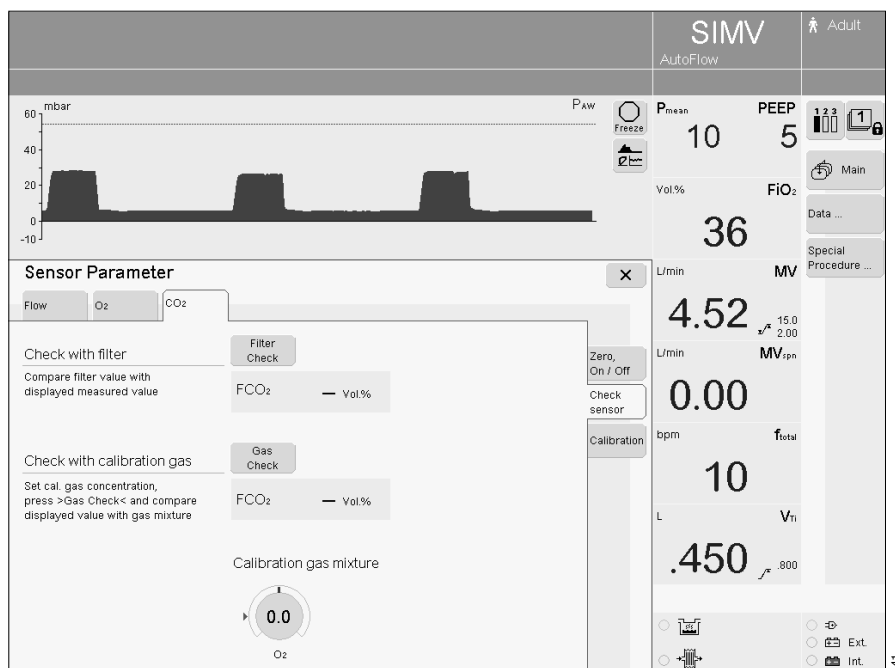 SIMV
Adult
AutoFlow
mbar
PAW
60
40
20
0
-10
Freeze
Pmean PEEP
10 5
1 2 3
1
Main
Vol.% FiO2
36
Data ...
Special
Procedure ...
Sensor Parameter
Flow O2 CO2
L/min MV
4.52 15.0
2.00
Check with filter
Filter
Check
Compare filter value with
displayed measured value
FCO2 – Vol.%
Zero,
On / Off
Check
sensor
Calibration
L/min MVspn
0.00
Check with calibration gas
Gas
Check
Set cal. gas concentration,
press >Gas Check< and compare
displayed value with gas mixture
FCO2 – Vol.%
bpm ftotal
10
L VTi
.450 .800
Calibration gas mixture
0.0
O2
Ext.
Int.